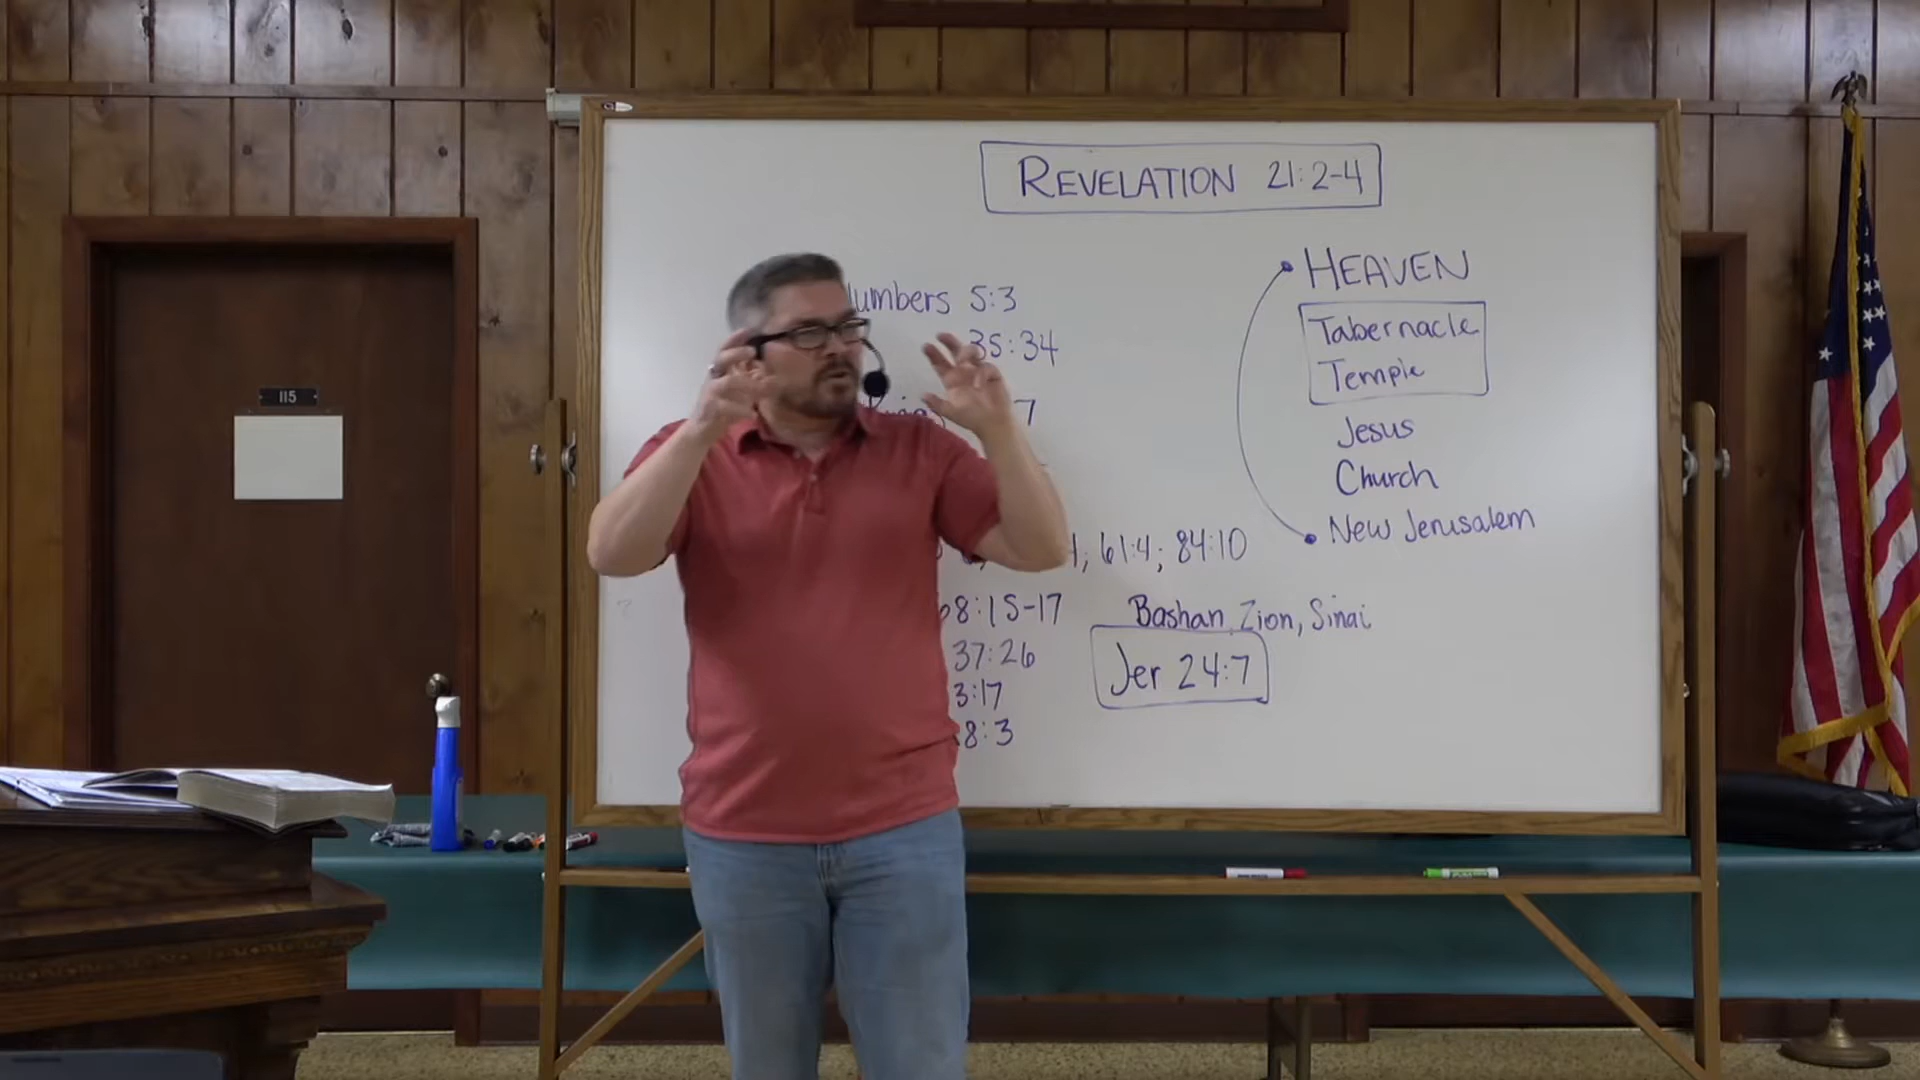 115
REVELATION 21:2-4
umbers 5:3
35:34
7
61:4; 84:10
8:15-17
37:26
3:17
8:3
HEAVEN
Tabernacle
Temple
Jesus
Church
New Jerusalem
Bashan, Zion, Sinai
Jer 24:7